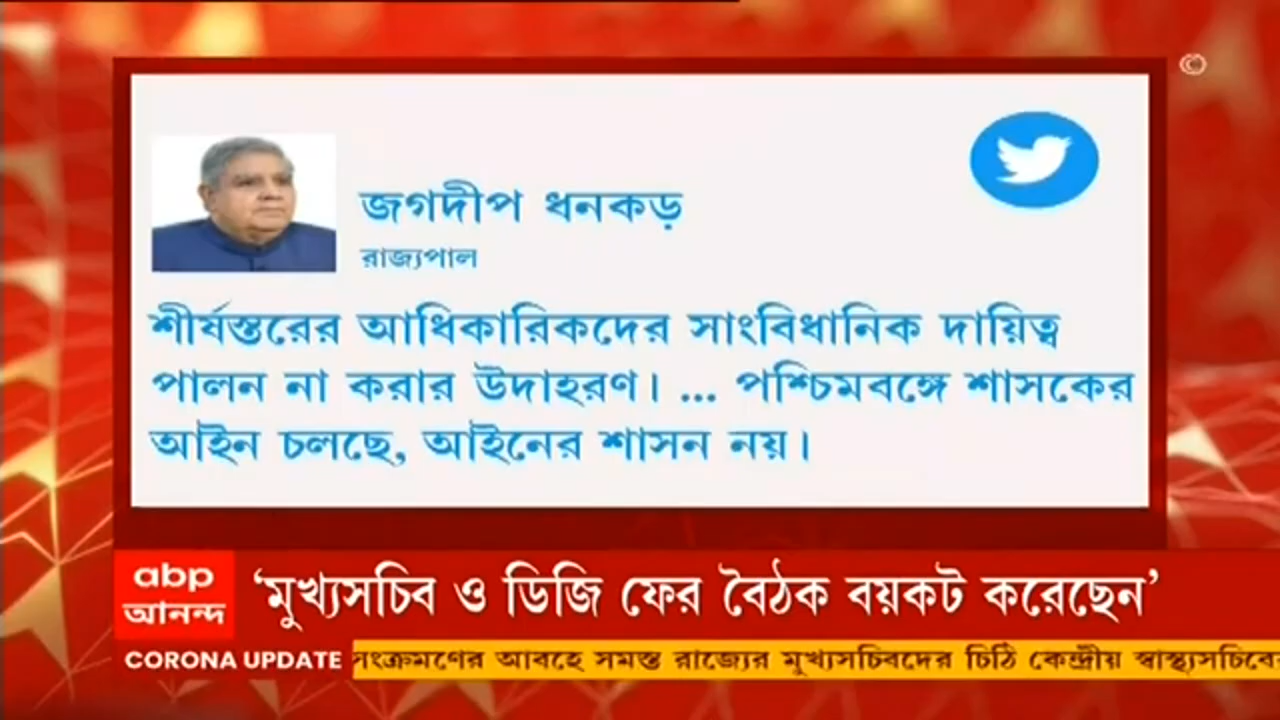 ©
জগদীপ ধনকড়
রাজ্যপাল
শীর্ষস্তরের আধিকারিকদের সাংবিধানিক দায়িত্ব
পালন না করার উদাহরণ। ... পশ্চিমবঙ্গে শাসকের
আইন চলছে, আইনের শাসন নয়।
abp
আনন্দ
‘মুখ্যসচিব ও ডিজি ফের বৈঠক বয়কট করেছেন’
CORONA UPDATE
সংক্রমণের আবহে সমস্ত রাজ্যের মুখ্যসচিবদের চিঠি কেন্দ্রীয় স্বাস্থ্যসচিবের